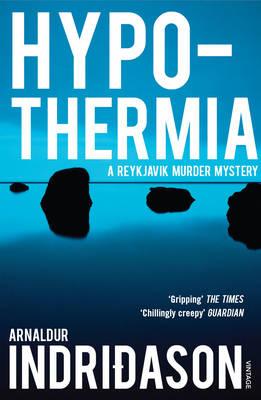 HYPO-
THERMIA
A REYKJAVIK MURDER MYSTERY
'Gripping' THE TIMES
'Chillingly creepy' GUARDIAN
ARNALDUR
INDRIÐASON
VINTAGE